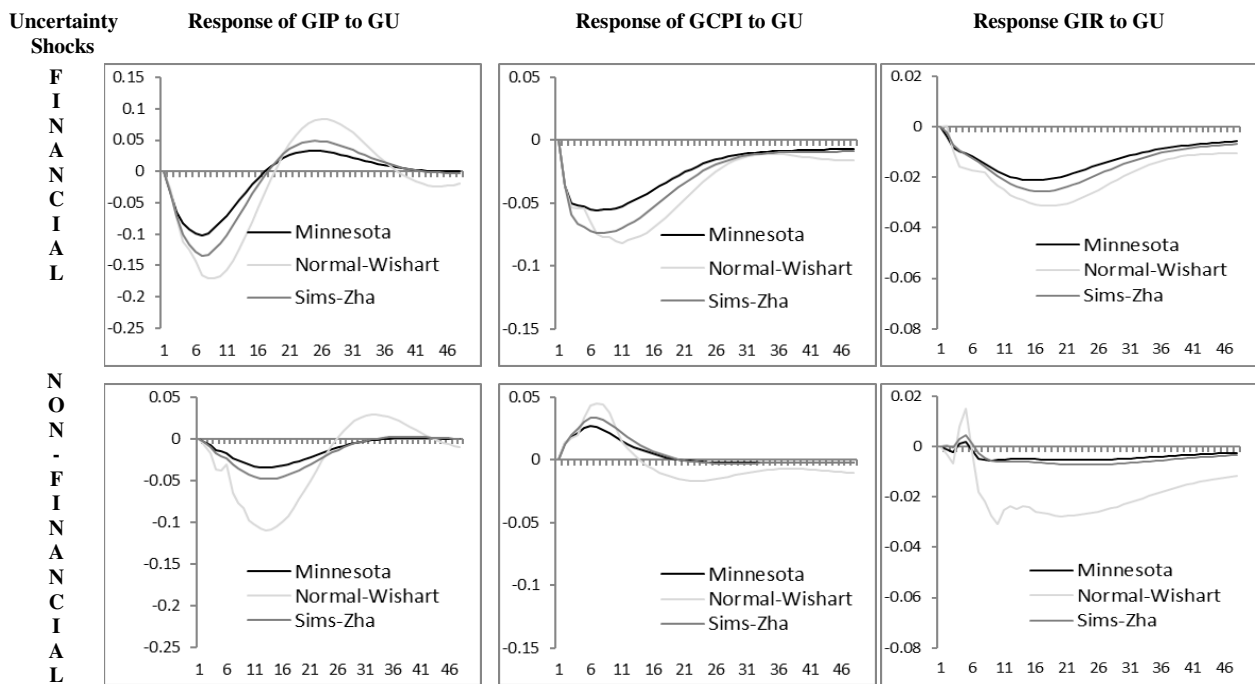 Uncertainty
Shocks
Response of GIP to GU
Response of GCPI to GU
Response GIR to GU
F
I
N
A
N
C
I
A
L
0.15
0.1
0.05
0
-0.05
-0.1
-0.15
-0.2
-0.25
Minnesota
Normal-Wishart
Sims-Zha
1 6 11 16 21 26 31 36 41 46
0.05
0
-0.05
-0.1
-0.15
Minnesota
Normal-Wishart
Sims-Zha
1 6 11 16 21 26 31 36 41 46
0.02
0
-0.02
-0.04
-0.06
-0.08
Minnesota
Normal-Wishart
Sims-Zha
1 6 11 16 21 26 31 36 41 46
N
O
N
-
F
I
N
A
N
C
I
A
L
0.05
0
-0.05
-0.1
-0.15
-0.2
-0.25
Minnesota
Normal-Wishart
Sims-Zha
1 6 11 16 21 26 31 36 41 46
0.05
0
-0.05
-0.1
-0.15
Minnesota
Normal-Wishart
Sims-Zha
1 6 11 16 21 26 31 36 41 46
0.02
0
-0.02
-0.04
-0.06
-0.08
Minnesota
Normal-Wishart
Sims-Zha
1 6 11 16 21 26 31 36 41 46